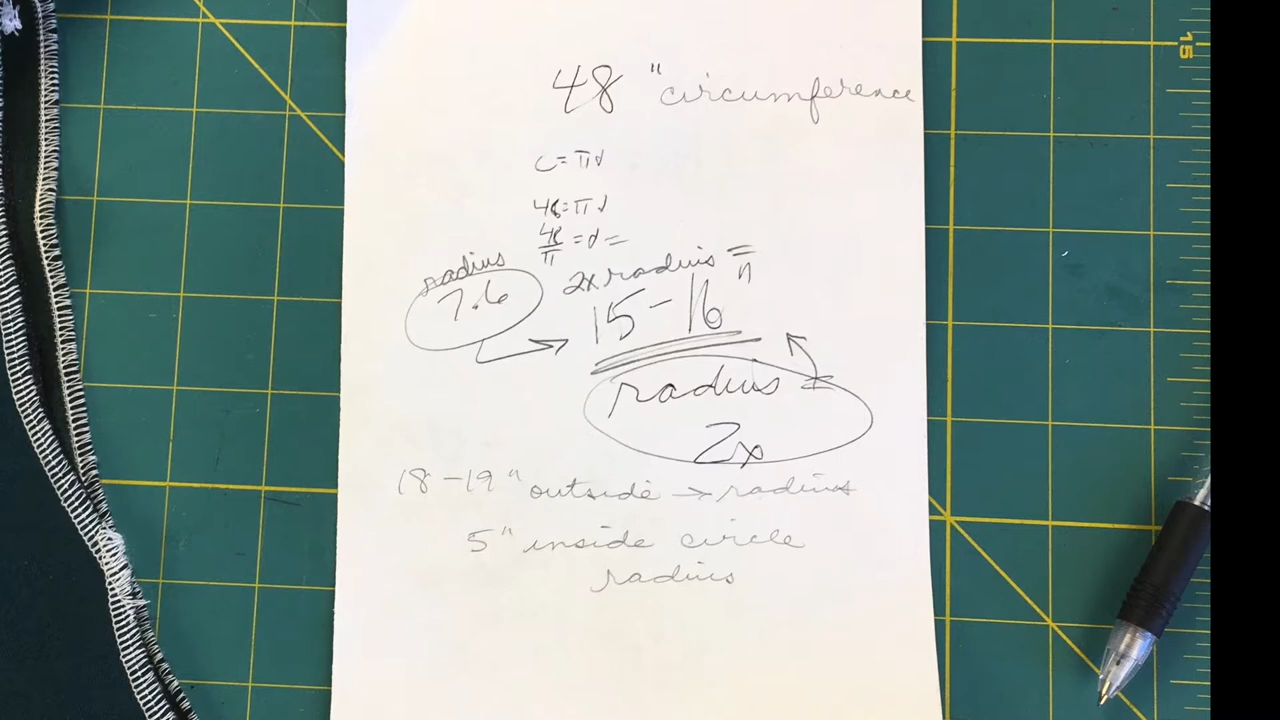 48" circumference
C=πd
48=πd
48/π=d=
radius
7.6
2x radius =
15-16"
radius =
2x
18-19" outside → radius
5" inside circle
radius
15